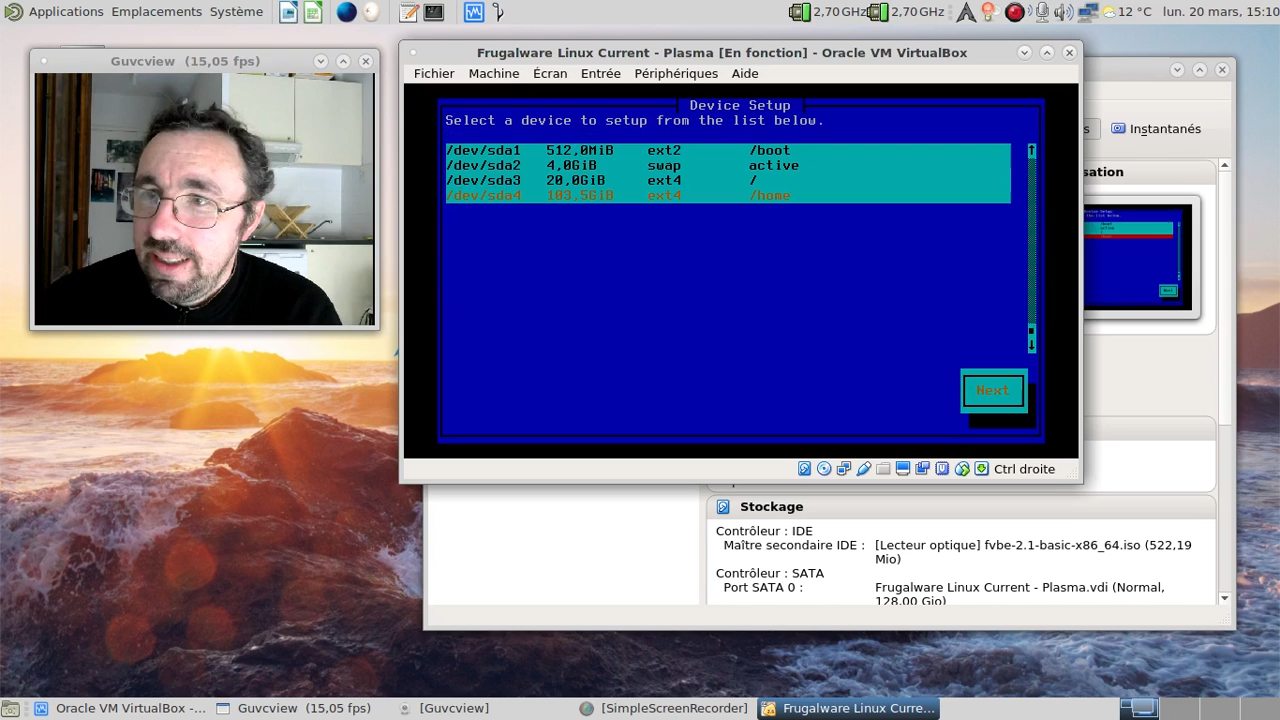 Applications Emplacements Système
2,70 GHz 2,70 GHz 12 °C lun. 20 mars, 15:10
Guvcview (15,05 fps)
Frugalware Linux Current - Plasma [En fonction] - Oracle VM VirtualBox
Fichier Machine Écran Entrée Périphériques Aide
Device Setup
Select a device to setup from the list below.
/dev/sda1 512,0MiB ext2 /boot
/dev/sda2 4,0GiB swap active
/dev/sda3 20,0GiB ext4 /
/dev/sda4 103,5GiB ext4 /home
Next
Ctrl droite
s Instantanés
sation
Stockage
Contrôleur : IDE
Maître secondaire IDE : [Lecteur optique] fvbe-2.1-basic-x86_64.iso (522,19
Mio)
Contrôleur : SATA
Port SATA 0 : Frugalware Linux Current - Plasma.vdi (Normal,
128,00 Gio)
Oracle VM VirtualBox -... Guvcview (15,05 fps) [Guvcview] [SimpleScreenRecorder] Frugalware Linux Curre...